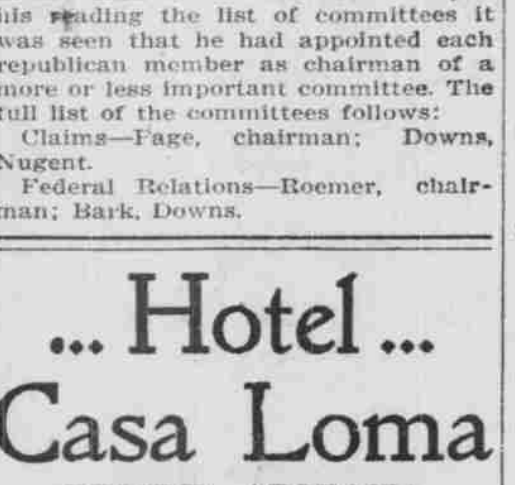 his reading the list of committees it
was seen that he had appointed each
republican member as chairman of a
more or less important committee. The
full list of the committees follows:
Claims—Page, chairman; Downs,
Nugent.
Federal Relations—Roemer, chair-
man; Bark, Downs.
... Hotel ...
Casa Loma